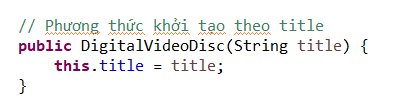 // Phương thức khởi tạo theo title
public DigitalVideoDisc(String title) {
    this.title = title;
}